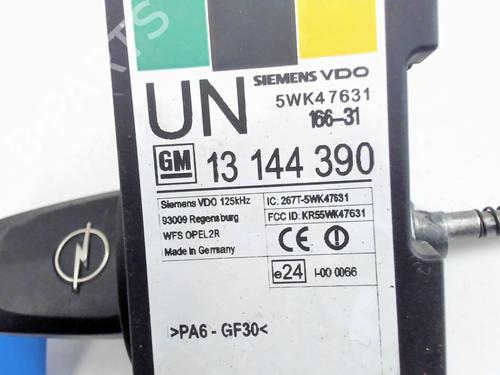 UN
SIEMENS VDO
5WK47631
166-31
GM 13 144 390
Siemens VDO 125kHz
93009 Regensburg
WFS OPEL2R
Made in Germany
IC: 267T-5WK47631
FCC ID: KR55WK47631
CE
e24 I-00 0066
>PA6 - GF30<